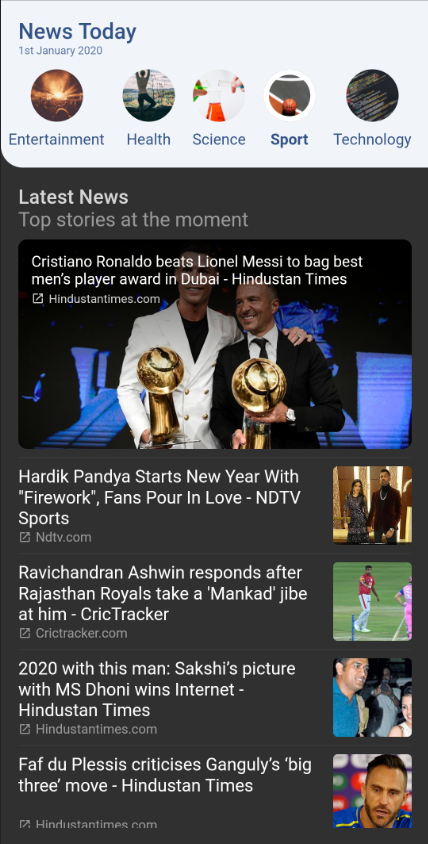 News Today
1st January 2020
Entertainment
Health
Science
Sport
Technology
Latest News
Top stories at the moment
Cristiano Ronaldo beats Lionel Messi to bag best
men’s player award in Dubai - Hindustan Times
Hindustantimes.com
Hardik Pandya Starts New Year With
"Firework", Fans Pour In Love - NDTV
Sports
Ndtv.com
Ravichandran Ashwin responds after
Rajasthan Royals take a 'Mankad' jibe
at him - CricTracker
Crictracker.com
2020 with this man: Sakshi’s picture
with MS Dhoni wins Internet -
Hindustan Times
Hindustantimes.com
Faf du Plessis criticises Ganguly’s ‘big
three’ move - Hindustan Times
Hindustantimes.com